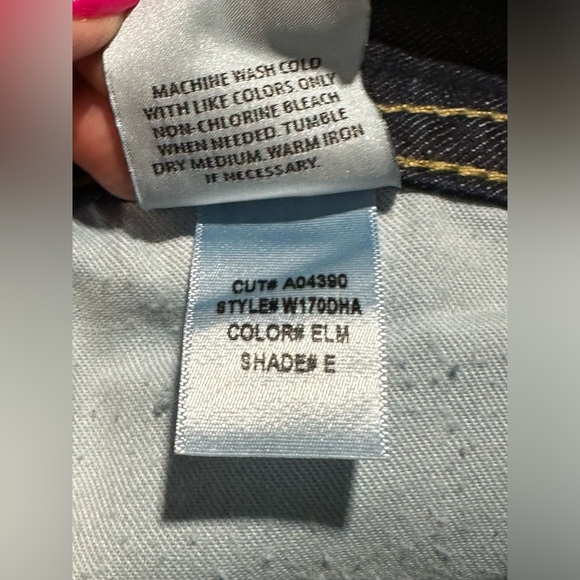 MACHINE WASH COLD
WITH LIKE COLORS ONLY
NON-CHLORINE BLEACH
WHEN NEEDED. TUMBLE
DRY MEDIUM. WARM IRON
IF NECESSARY.
CUT# A04390
STYLE# W170DHA
COLOR# ELM
SHADE# E